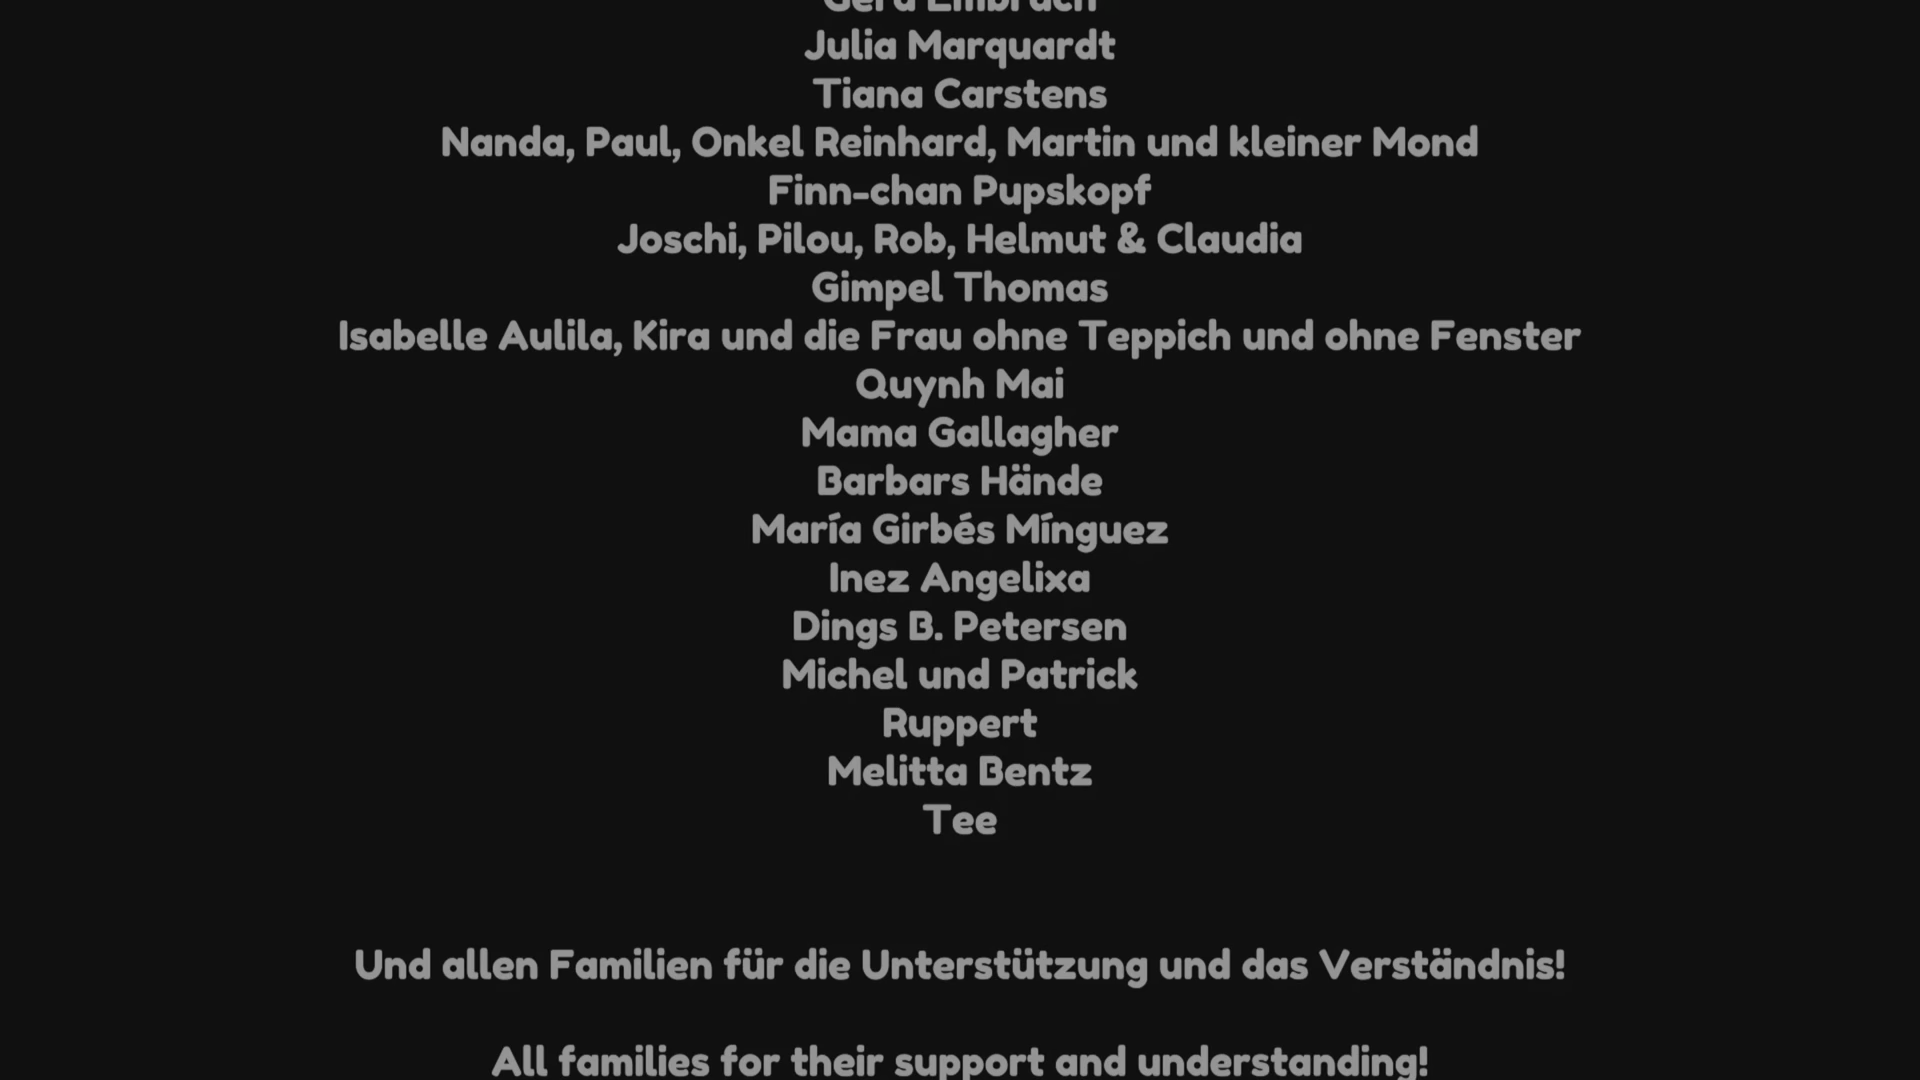 Julia Marquardt
Tiana Carstens
Nanda, Paul, Onkel Reinhard, Martin und kleiner Mond
Finn-chan Pupskopf
Joschi, Pilou, Rob, Helmut & Claudia
Gimpel Thomas
Isabelle Aulila, Kira und die Frau ohne Teppich und ohne Fenster
Quynh Mai
Mama Gallagher
Barbars Hände
María Girbés Mínguez
Inez Angelixa
Dings B. Petersen
Michel und Patrick
Ruppert
Melitta Bentz
Tee
Und allen Familien für die Unterstützung und das Verständnis!
All families for their support and understanding!